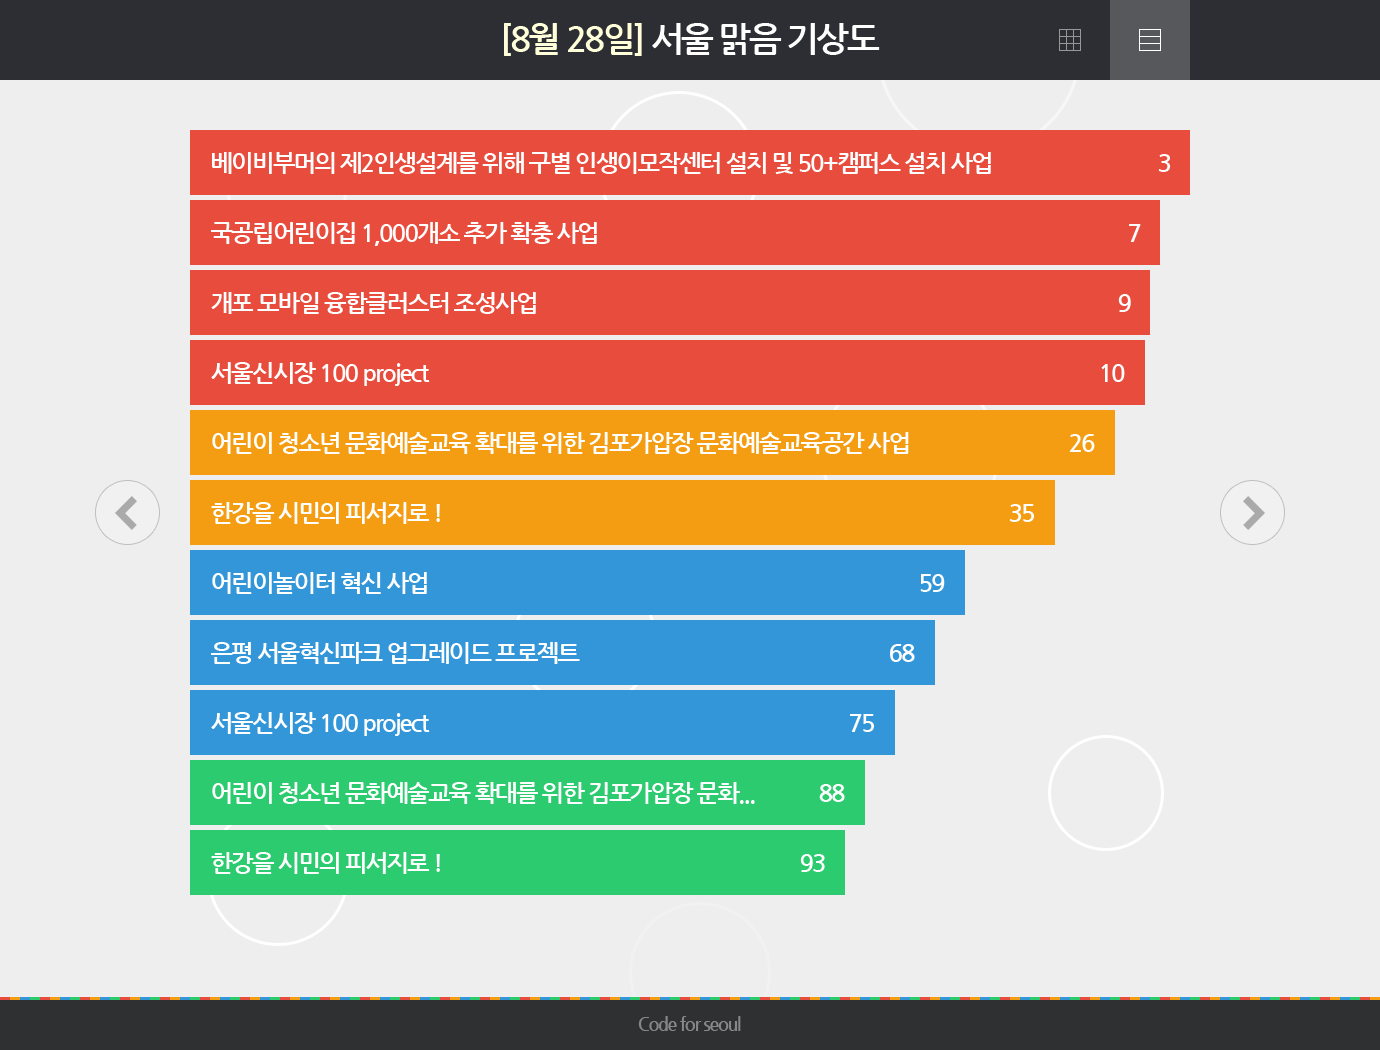 [8월 28일] 서울 맑음 기상도
베이비부머의 제2인생설계를 위해 구별 인생이모작센터 설치 및 50+캠퍼스 설치 사업 3
국공립어린이집 1,000개소 추가 확충 사업 7
개포 모바일 융합클러스터 조성사업 9
서울신시장 100 project 10
어린이 청소년 문화예술교육 확대를 위한 김포가압장 문화예술교육공간 사업 26
한강을 시민의 피서지로 ! 35
어린이놀이터 혁신 사업 59
은평 서울혁신파크 업그레이드 프로젝트 68
서울신시장 100 project 75
어린이 청소년 문화예술교육 확대를 위한 김포가압장 문화... 88
한강을 시민의 피서지로 ! 93
Code for seoul